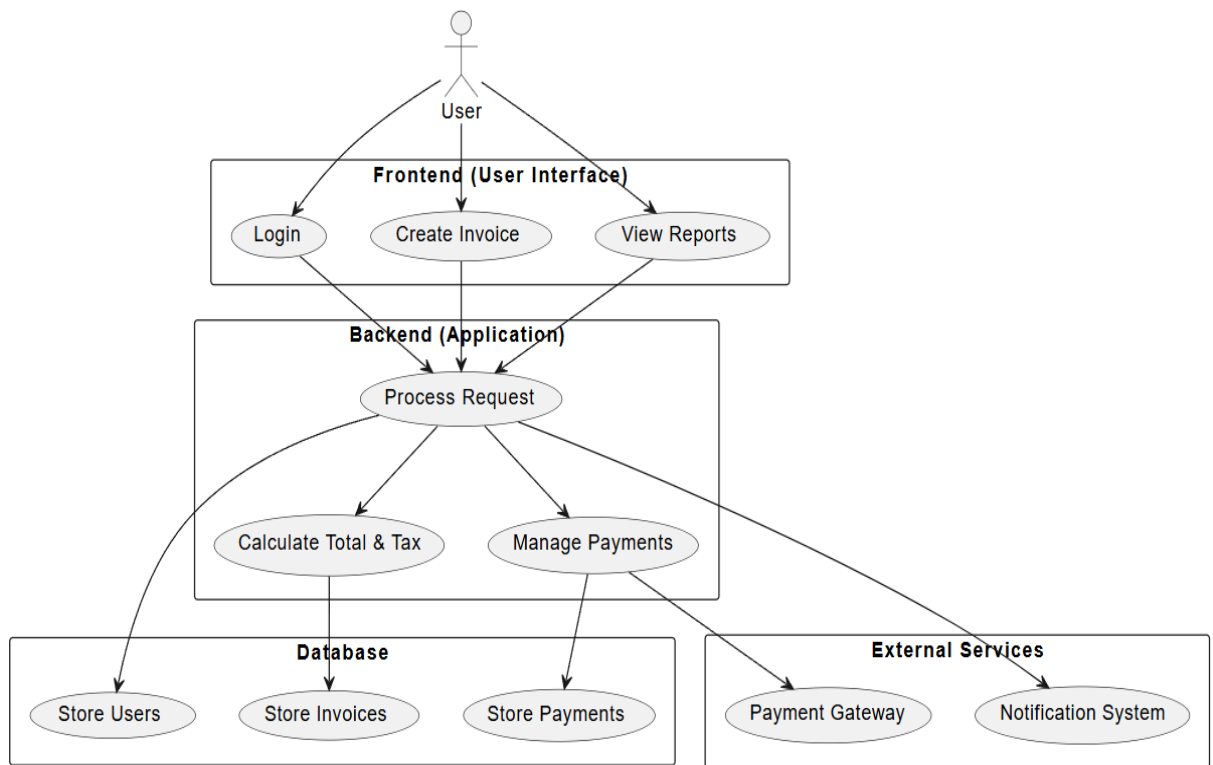 User
Frontend (User Interface)
Login
Create Invoice
View Reports
Backend (Application)
Process Request
Calculate Total & Tax
Manage Payments
Database
Store Users
Store Invoices
Store Payments
External Services
Payment Gateway
Notification System